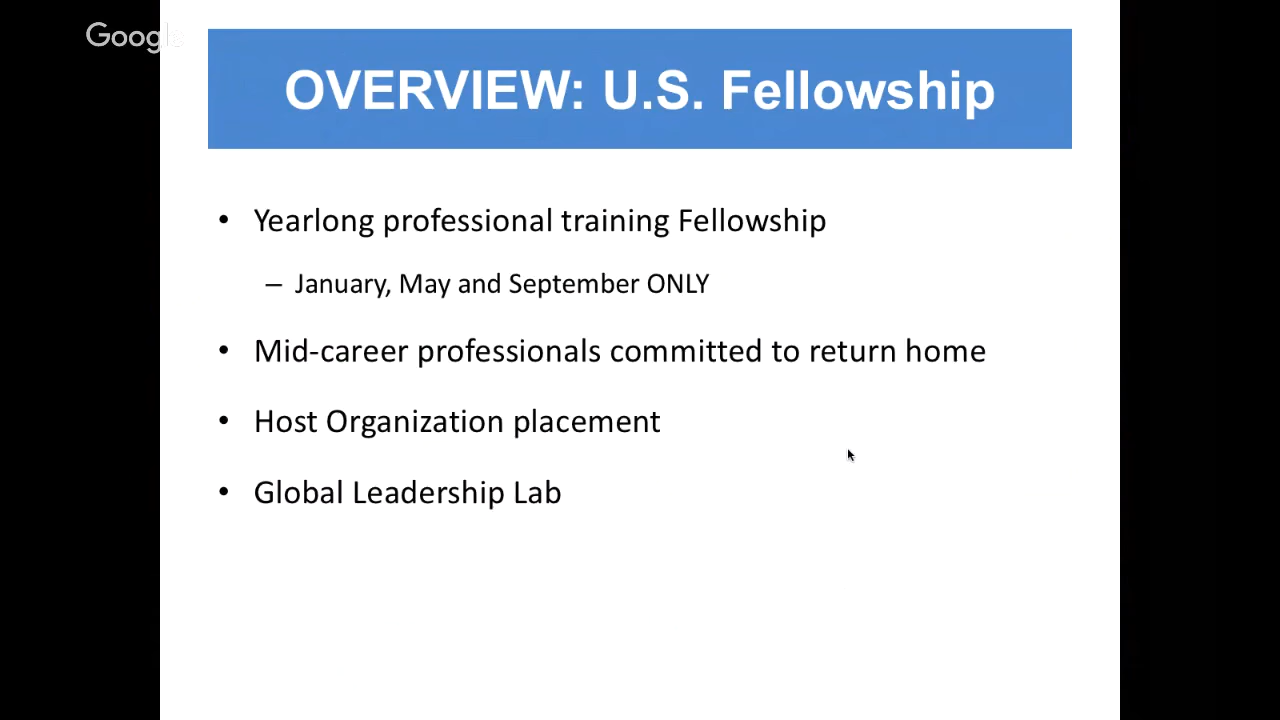 Google
OVERVIEW: U.S. Fellowship
• Yearlong professional training Fellowship
– January, May and September ONLY
• Mid-career professionals committed to return home
• Host Organization placement
• Global Leadership Lab